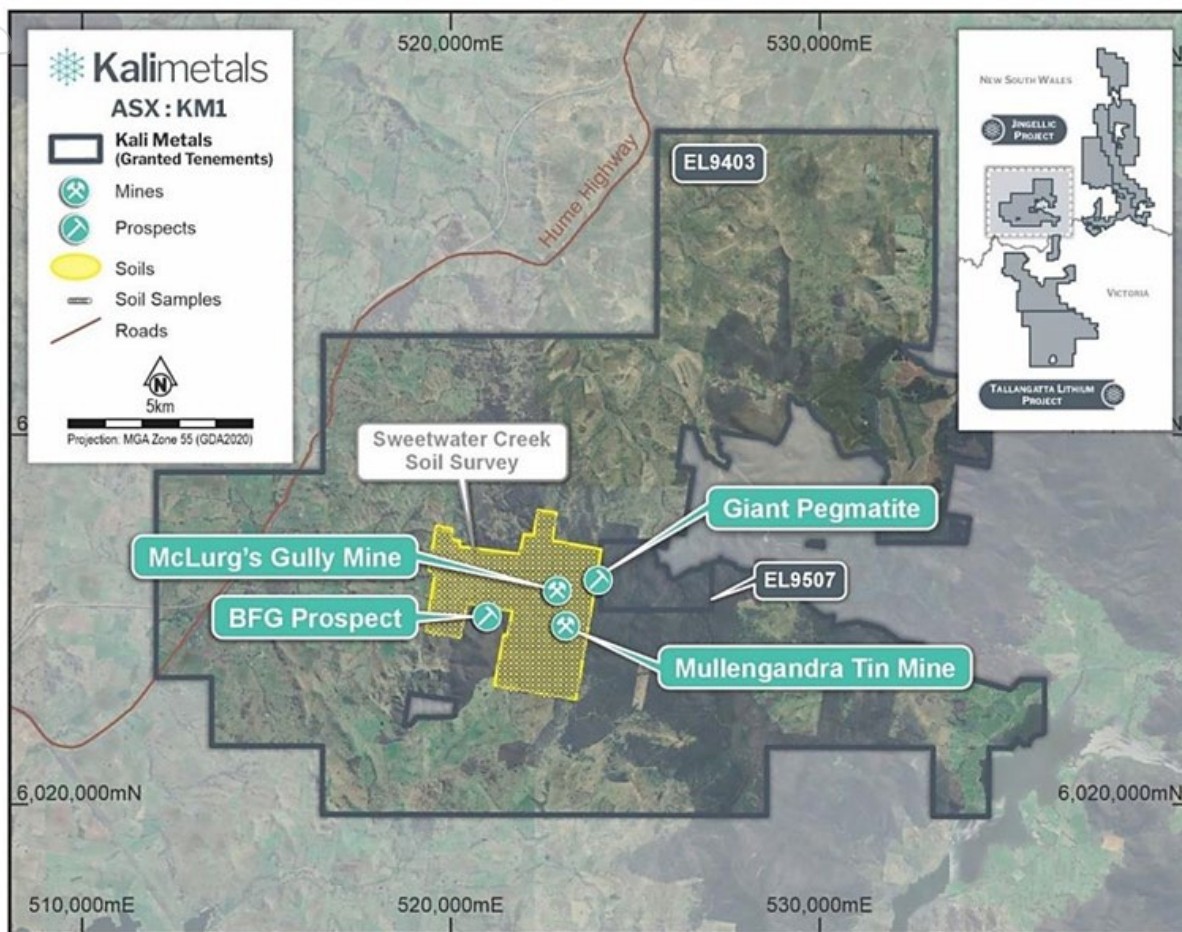 520,000mE
530,000mE
Kalimetals
ASX : KM1
Kali Metals
(Granted Tenements)
Mines
Prospects
Soils
Soil Samples
Roads
N
5km
Projection: MGA Zone 55 (GDA2020)
Hume Highway
EL9403
NEW SOUTH WALES
JINGELLIC
PROJECT
VICTORIA
TALLANGATTA LITHIUM
PROJECT
6
Sweetwater Creek
Soil Survey
Giant Pegmatite
McLurg's Gully Mine
EL9507
BFG Prospect
Mullengandra Tin Mine
6,020,000mN
6,020,000mN
510,000mE
520,000mE
530,000mE